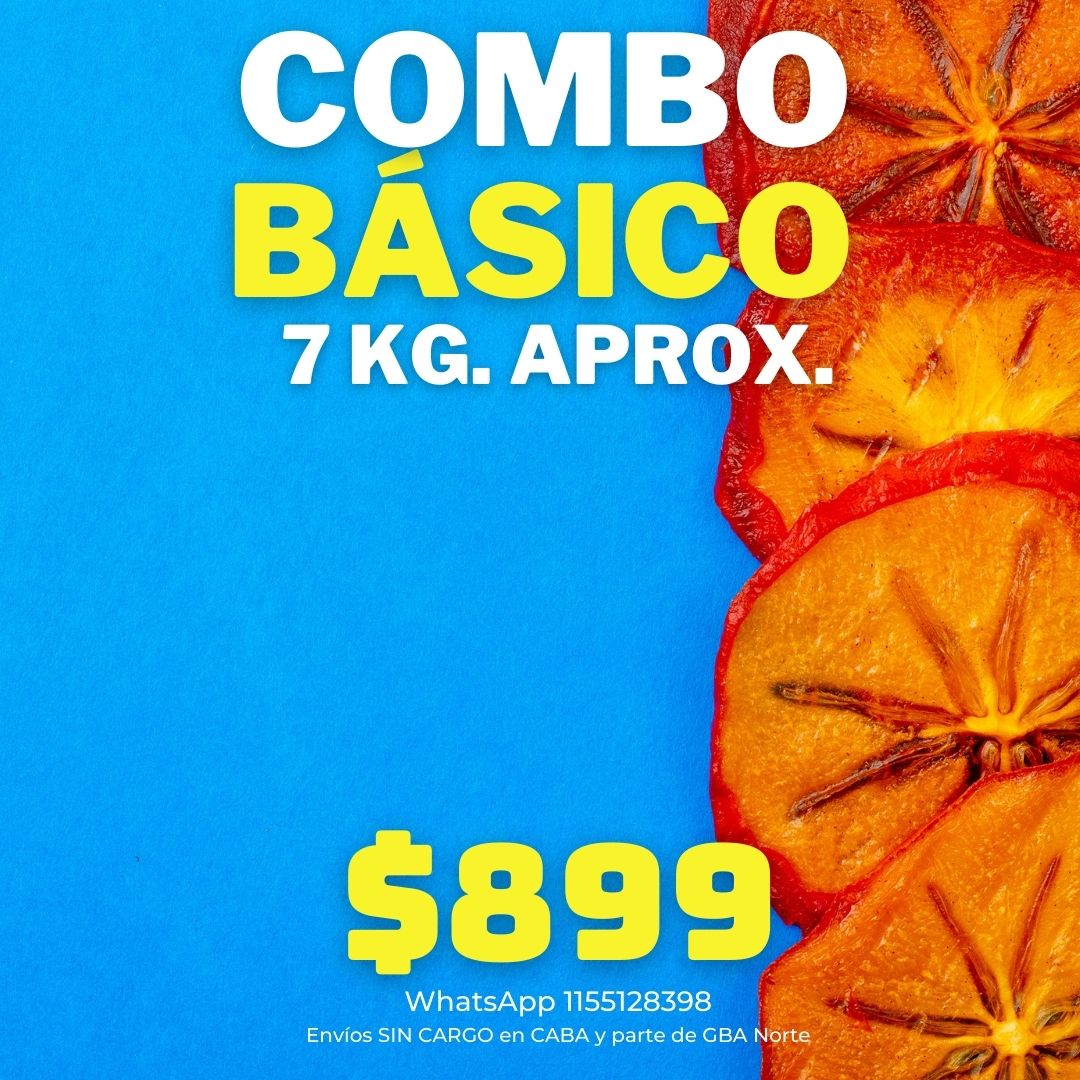 COMBO
BÁSICO
7 KG. APROX.
$899
WhatsApp 1155128398
Envíos SIN CARGO en CABA y parte de GBA Norte